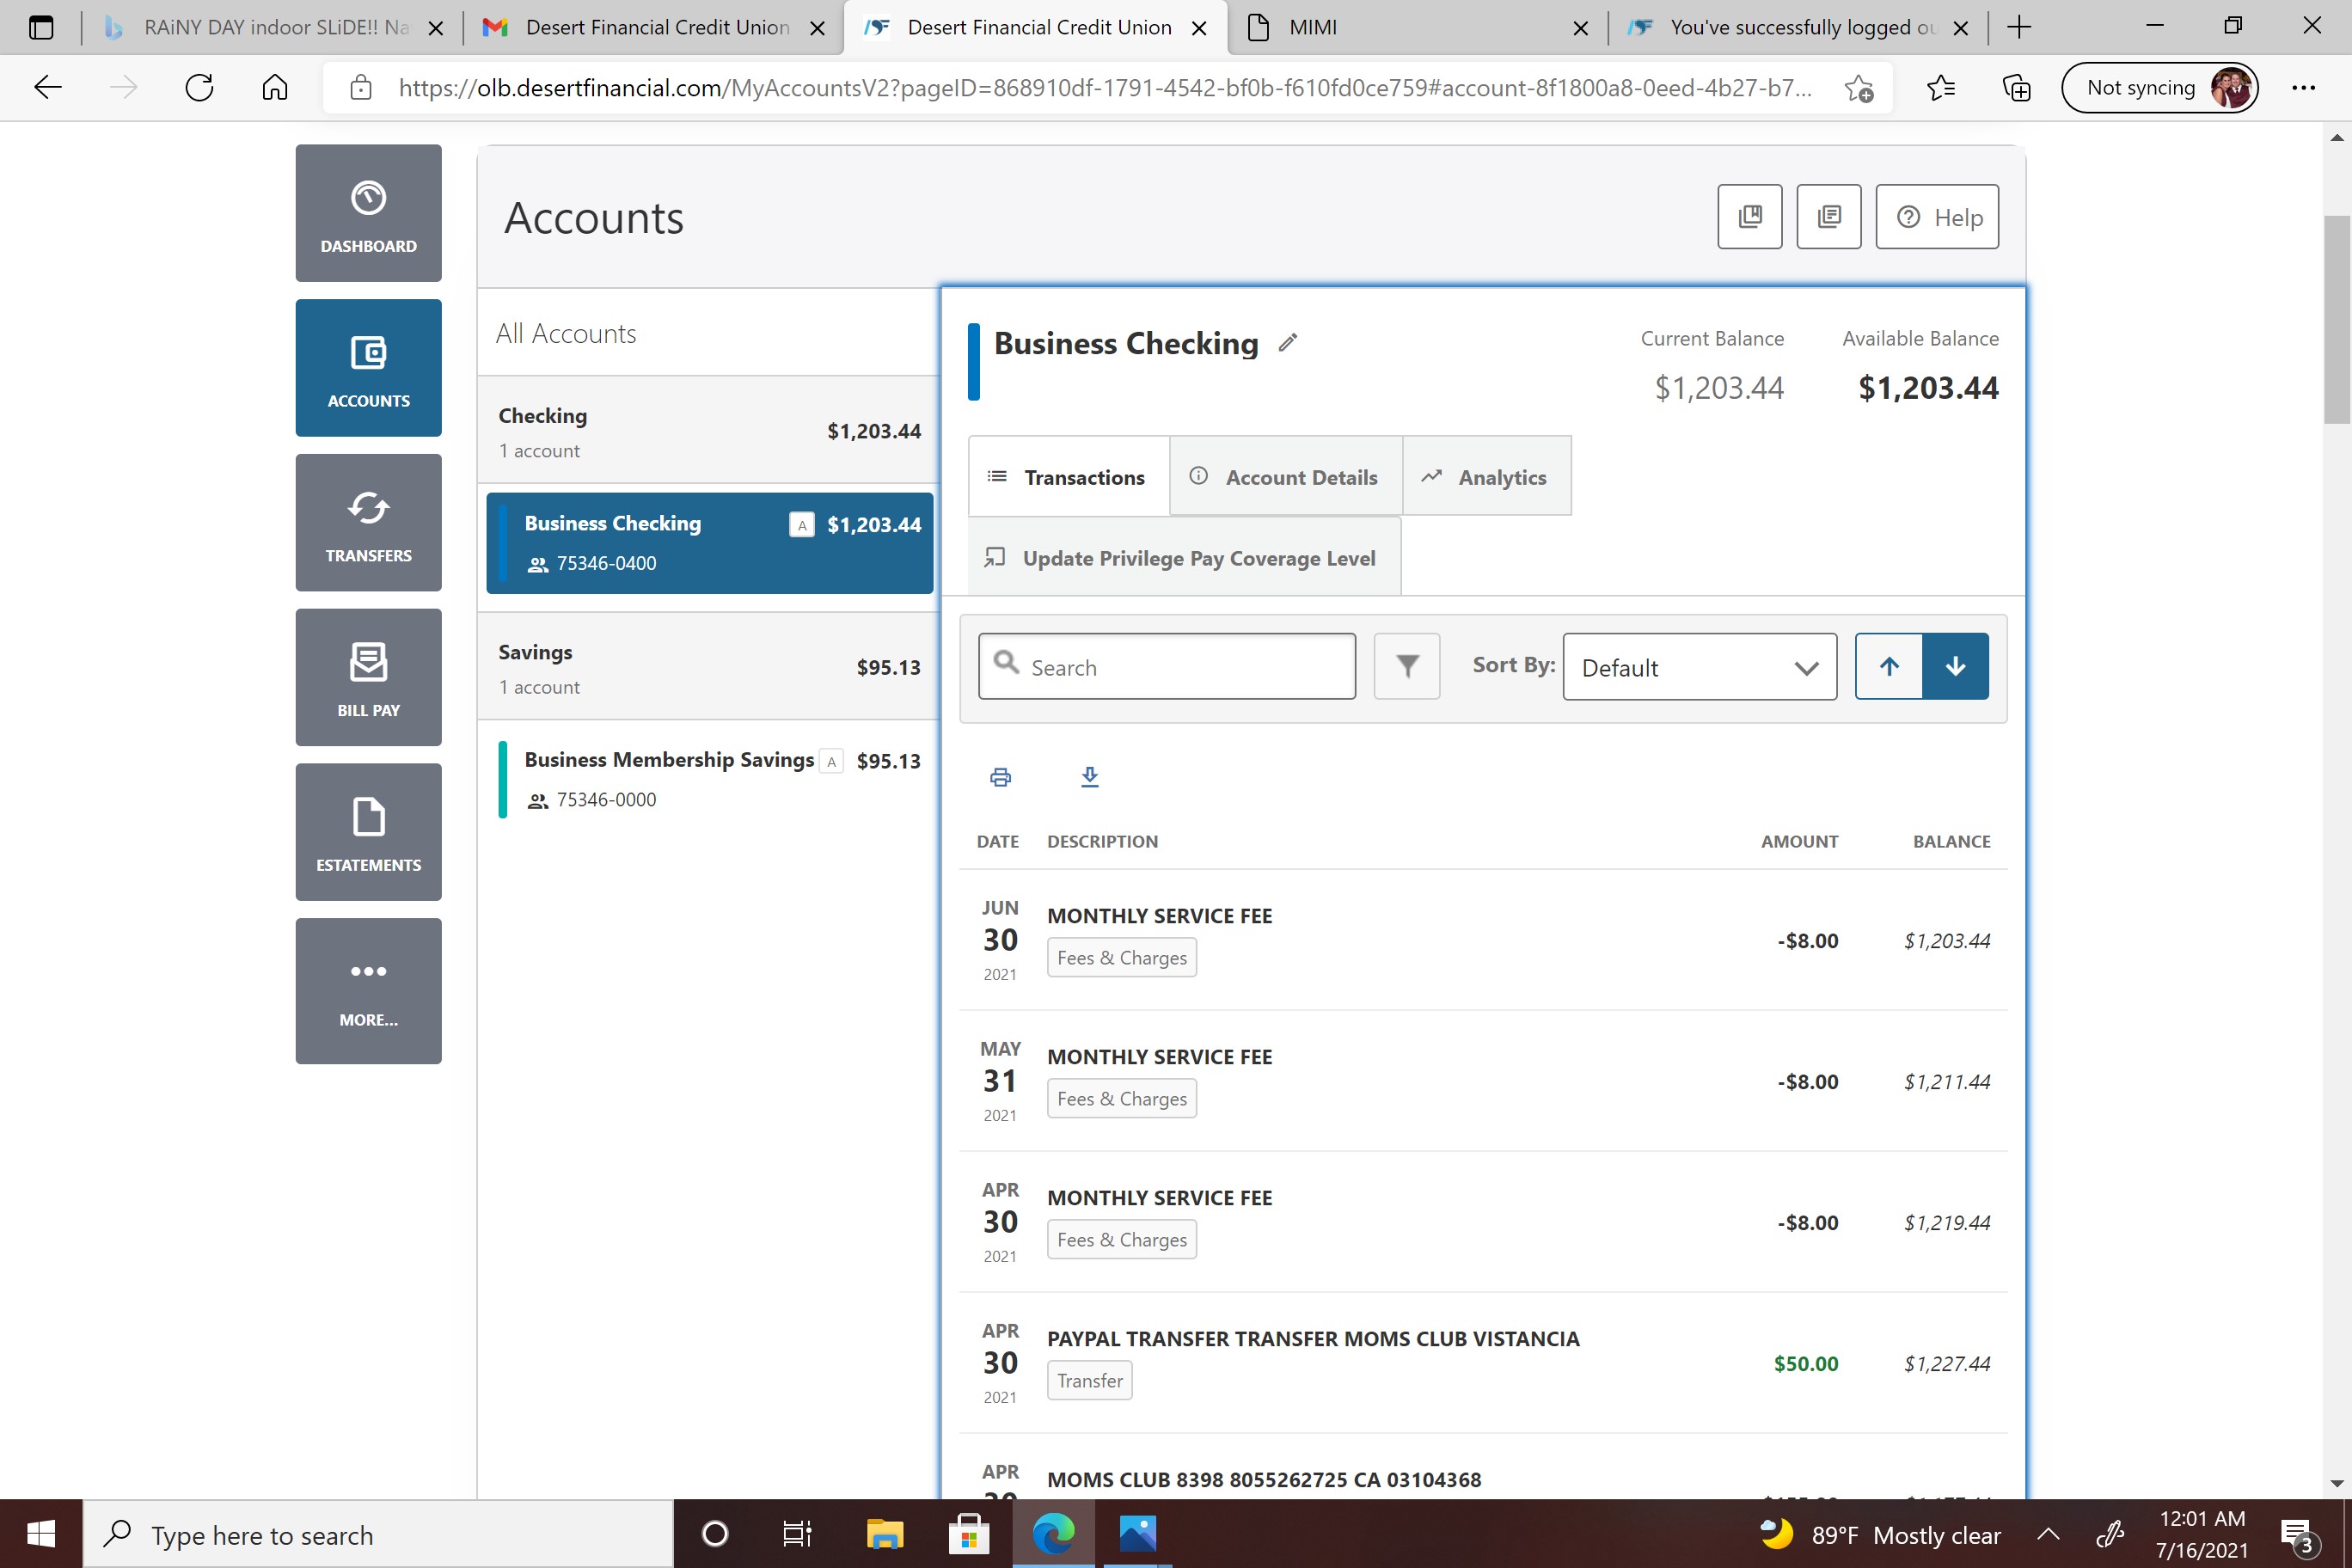 RAiNY DAY indoor SLiDE!! Na
Desert Financial Credit Union
Desert Financial Credit Union
MIMI
You've successfully logged ou
https://olb.desertfinancial.com/MyAccountsV2?pageID=868910df-1791-4542-bf0b-f610fd0ce759#account-8f1800a8-0eed-4b27-b7...
Not syncing
DASHBOARD
ACCOUNTS
TRANSFERS
BILL PAY
ESTATEMENTS
MORE...
Accounts
Help
All Accounts
Checking
1 account
$1,203.44
Business Checking A $1,203.44
75346-0400
Savings
1 account
$95.13
Business Membership Savings A $95.13
75346-0000
Business Checking
Current Balance
$1,203.44
Available Balance
$1,203.44
Transactions
Account Details
Analytics
Update Privilege Pay Coverage Level
Search
Sort By: Default
DATE DESCRIPTION AMOUNT BALANCE
JUN
30
2021
MONTHLY SERVICE FEE
Fees & Charges
-$8.00 $1,203.44
MAY
31
2021
MONTHLY SERVICE FEE
Fees & Charges
-$8.00 $1,211.44
APR
30
2021
MONTHLY SERVICE FEE
Fees & Charges
-$8.00 $1,219.44
APR
30
2021
PAYPAL TRANSFER TRANSFER MOMS CLUB VISTANCIA
Transfer
$50.00 $1,227.44
APR
MOMS CLUB 8398 8055262725 CA 03104368
Type here to search
89°F Mostly clear
12:01 AM
7/16/2021
3